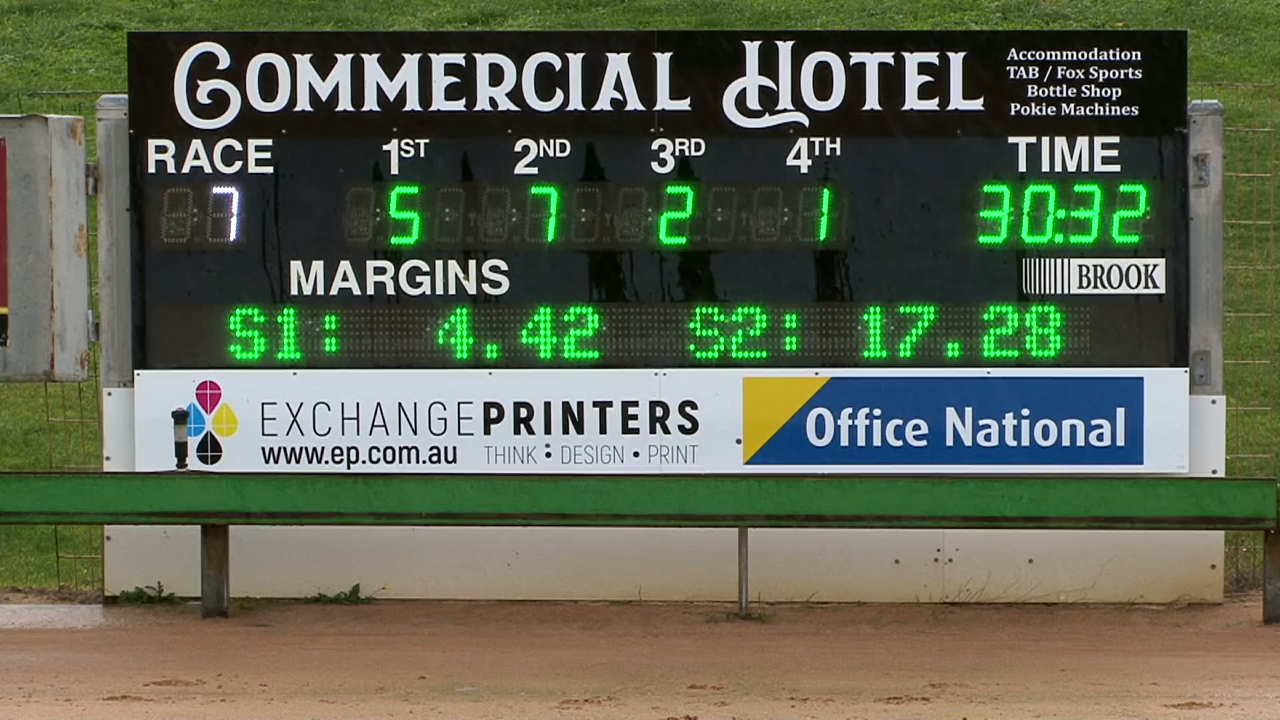 COMMERCIAL HOTEL
Accommodation
TAB / Fox Sports
Bottle Shop
Pokie Machines
RACE 1ST 2ND 3RD 4TH TIME
7 5 7 2 1 30:32
MARGINS
BROOK
S1: 4.42 S2: 17.28
EXCHANGEPRINTERS
www.ep.com.au THINK : DESIGN • PRINT
Office National